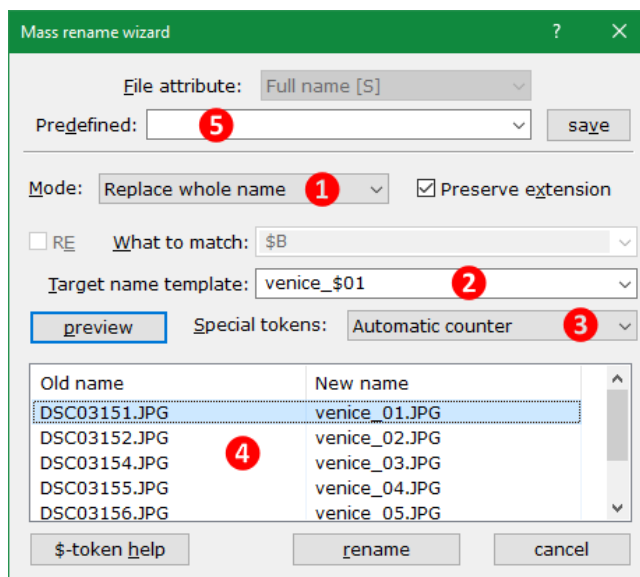 Mass rename wizard ? ×
File attribute: Full name [S]
Predefined: 5 save
Mode: Replace whole name 1 Preserve extension
RE What to match: $B
Target name template: venice_$01 2
preview Special tokens: Automatic counter 3
Old name New name
DSC03151.JPG venice_01.JPG
DSC03152.JPG venice_02.JPG
4
DSC03154.JPG venice_03.JPG
DSC03155.JPG venice_04.JPG
DSC03156.JPG venice_05.JPG
$-token help rename cancel